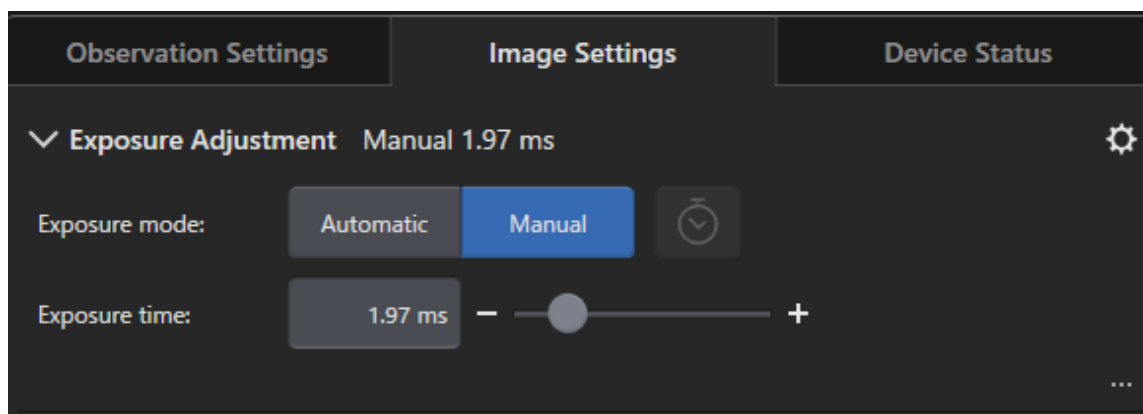 Observation Settings Image Settings Device Status
Exposure Adjustment Manual 1.97 ms
Exposure mode: Automatic Manual
Exposure time: 1.97 ms − +
...